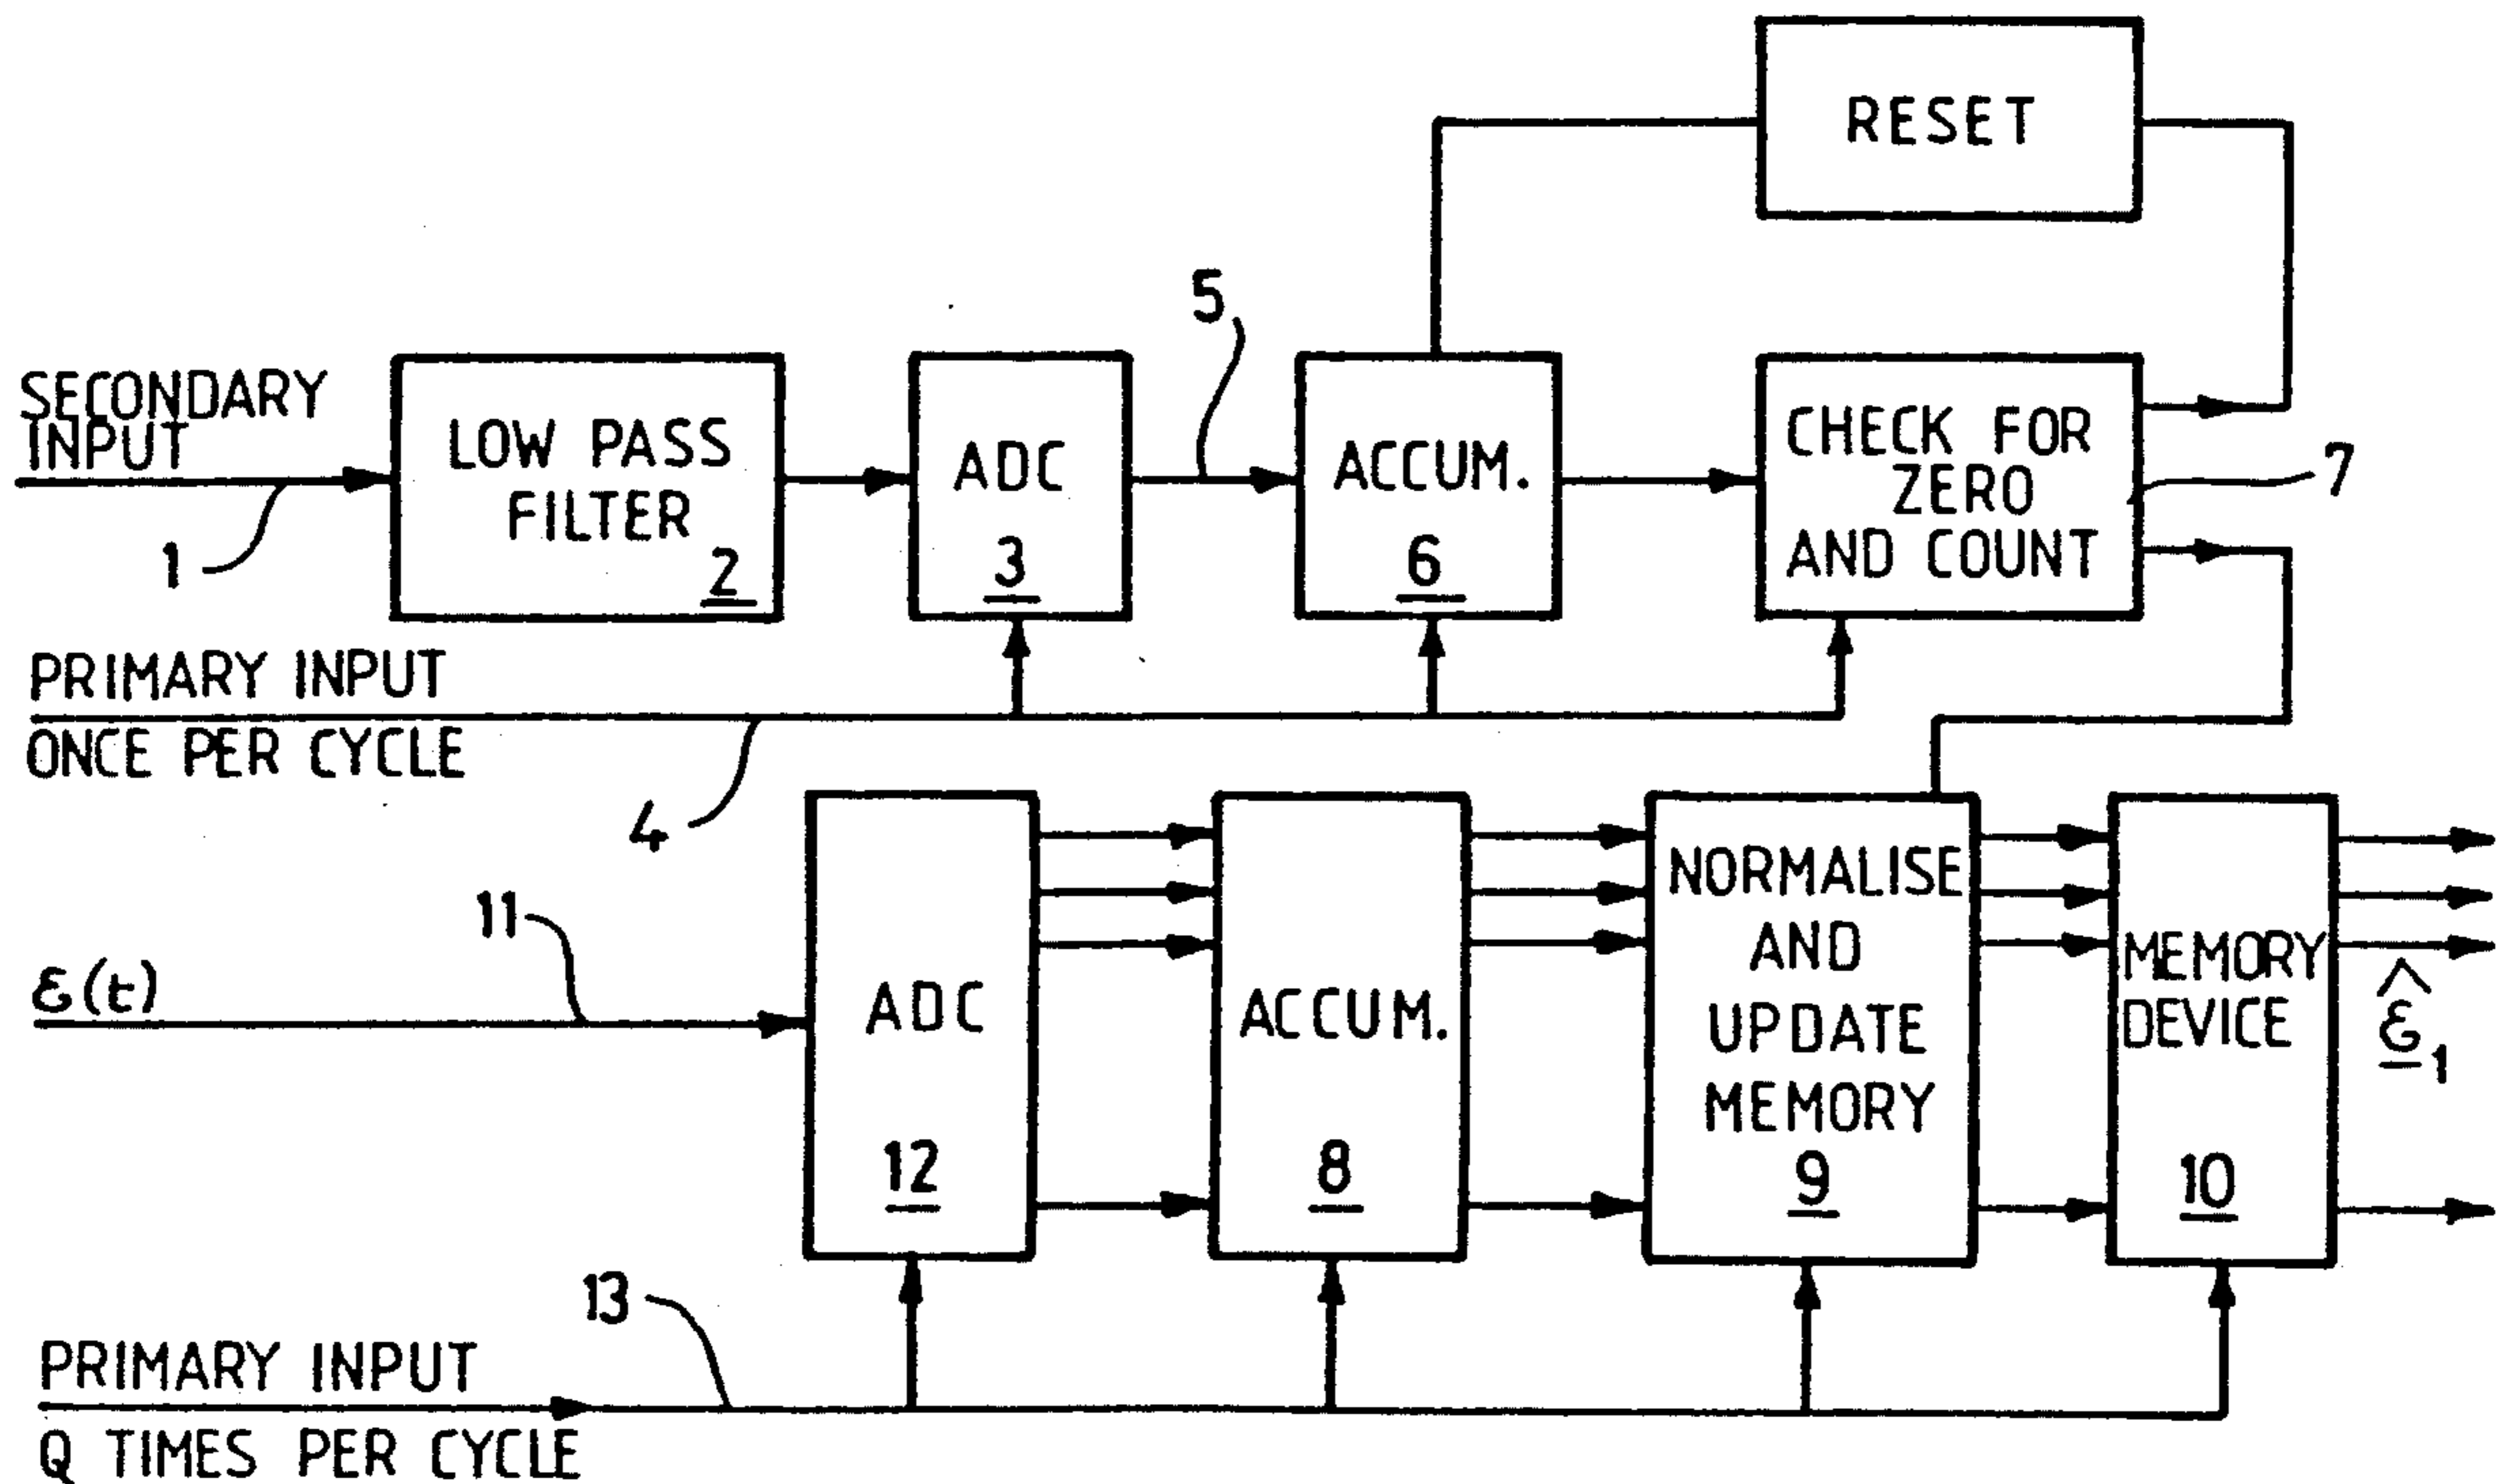 RESET
5
SECONDARY
INPUT
1
LOW PASS
FILTER
2
ADC
3
ACCUM.
6
CHECK FOR
ZERO
AND COUNT
7
PRIMARY INPUT
ONCE PER CYCLE
4
11
ε(t)
ADC
12
ACCUM.
8
NORMALISE
AND
UPDATE
MEMORY
9
MEMORY
DEVICE
10
ε̂1
13
PRIMARY INPUT
Q TIMES PER CYCLE